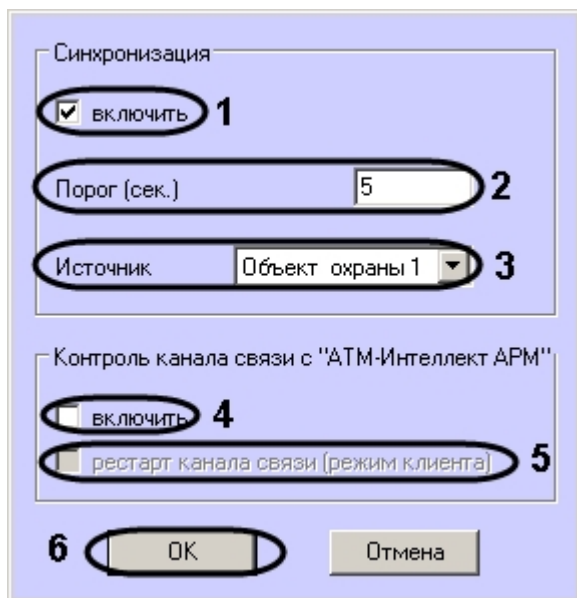 Синхронизация
включить 1
Порог (сек.) 5 2
Источник Объект охраны 1 3
Контроль канала связи с "АТМ-Интеллект АРМ"
включить 4
рестарт канала связи (режим клиента) 5
6 OK Отмена